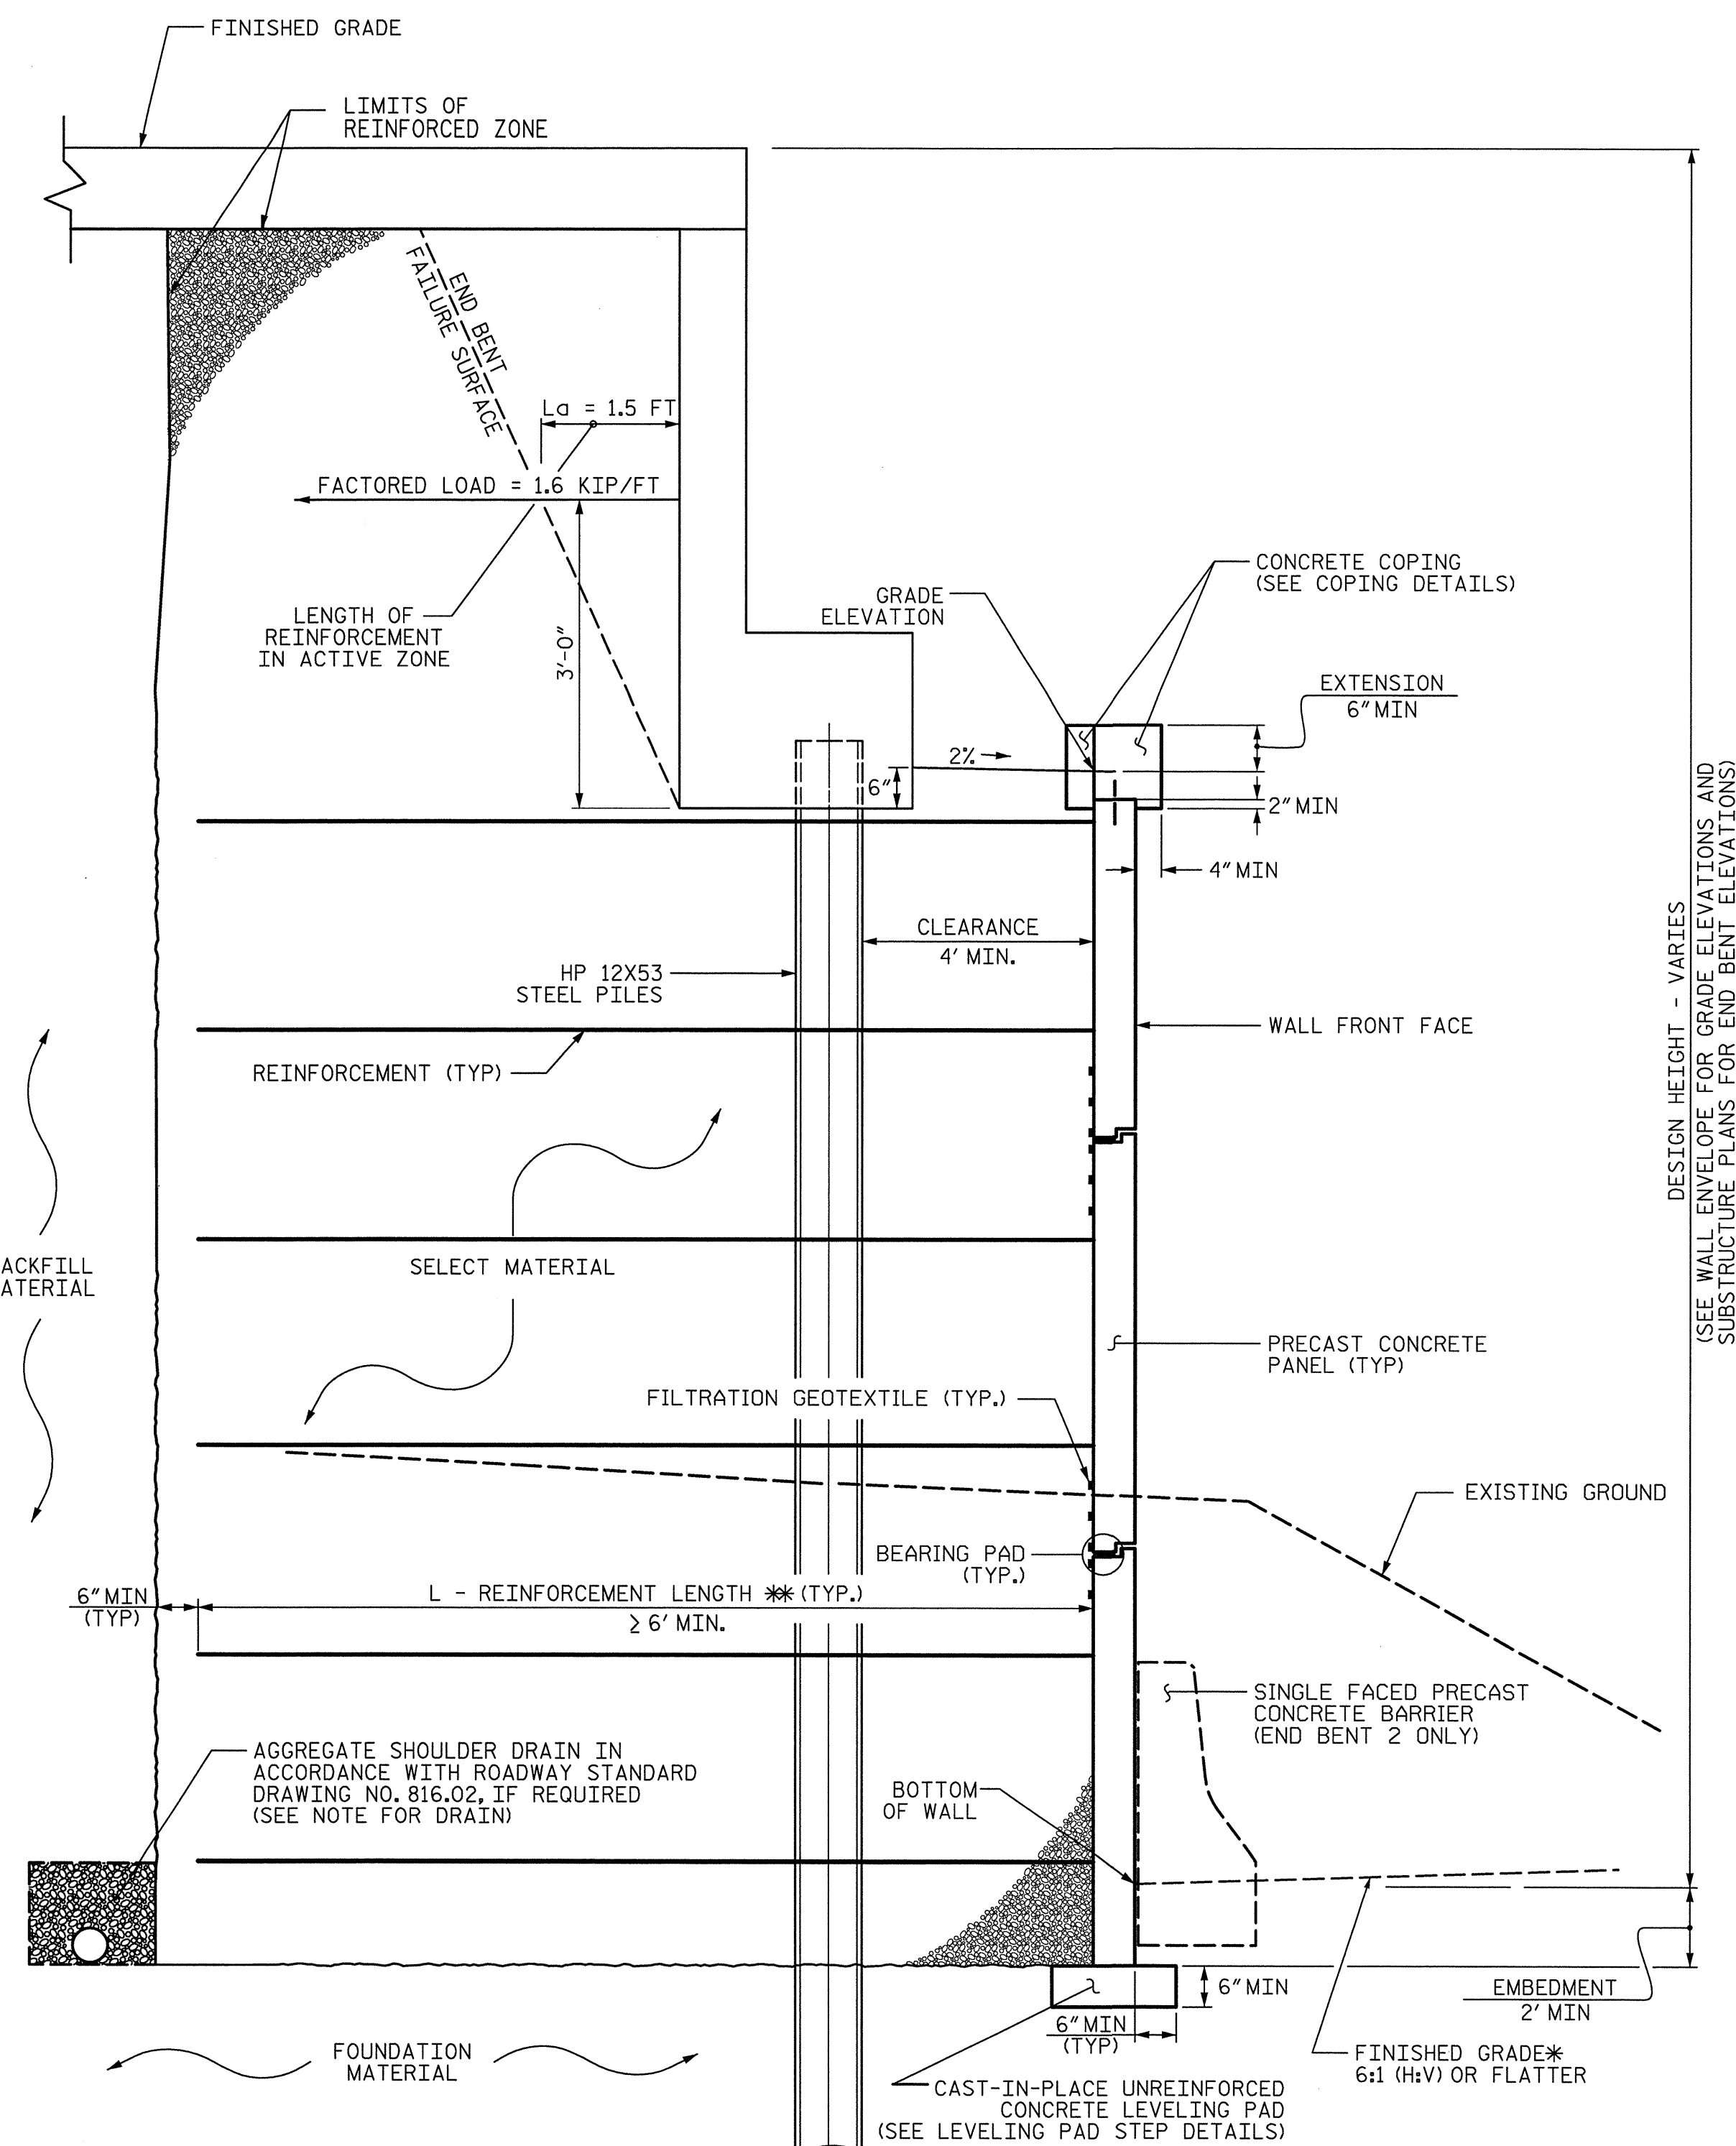 FINISHED GRADE
LIMITS OF
REINFORCED ZONE
END BENT
FAILURE SURFACE
La = 1.5 FT
FACTORED LOAD = 1.6 KIP/FT
LENGTH OF
REINFORCEMENT
IN ACTIVE ZONE
3'-0"
GRADE
ELEVATION
CONCRETE COPING
(SEE COPING DETAILS)
EXTENSION
6" MIN
2%
6"
2" MIN
4" MIN
CLEARANCE
4' MIN.
HP 12X53
STEEL PILES
WALL FRONT FACE
REINFORCEMENT (TYP)
DESIGN HEIGHT - VARIES
(SEE WALL ENVELOPE FOR GRADE ELEVATIONS AND
SUBSTRUCTURE PLANS FOR END BENT ELEVATIONS)
ACKFILL
ATERIAL
SELECT MATERIAL
PRECAST CONCRETE
PANEL (TYP)
FILTRATION GEOTEXTILE (TYP.)
EXISTING GROUND
BEARING PAD
(TYP.)
6" MIN
(TYP)
L - REINFORCEMENT LENGTH ** (TYP.)
≥ 6' MIN.
SINGLE FACED PRECAST
CONCRETE BARRIER
(END BENT 2 ONLY)
AGGREGATE SHOULDER DRAIN IN
ACCORDANCE WITH ROADWAY STANDARD
DRAWING NO. 816.02, IF REQUIRED
(SEE NOTE FOR DRAIN)
BOTTOM
OF WALL
6" MIN
EMBEDMENT
2' MIN
6" MIN
(TYP)
FOUNDATION
MATERIAL
FINISHED GRADE*
6:1 (H:V) OR FLATTER
CAST-IN-PLACE UNREINFORCED
CONCRETE LEVELING PAD
(SEE LEVELING PAD STEP DETAILS)